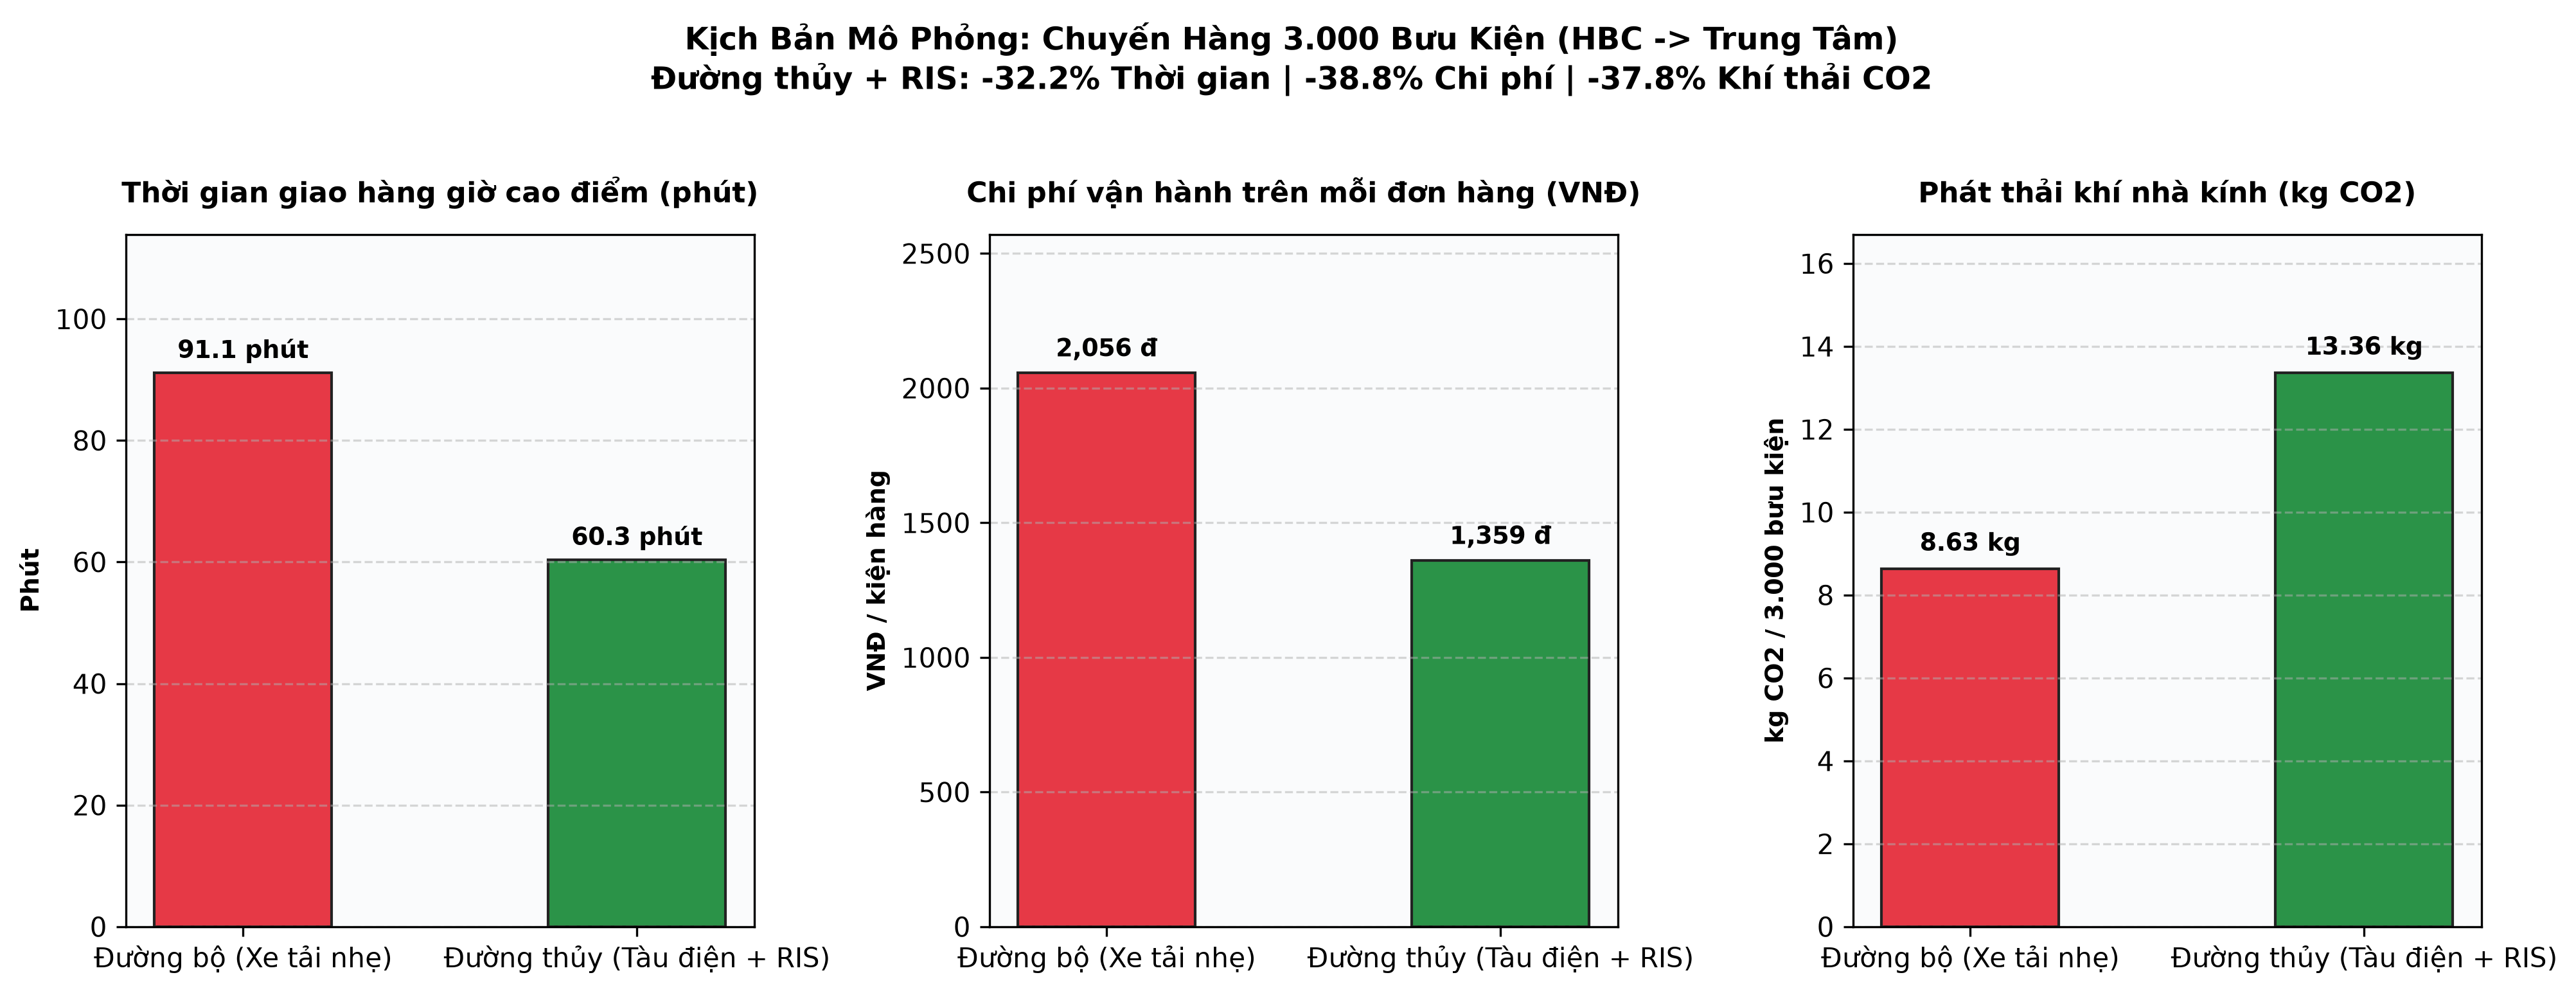 Kịch Bản Mô Phỏng: Chuyến Hàng 3.000 Bưu Kiện (HBC -> Trung Tâm)
Đường thủy + RIS: -32.2% Thời gian | -38.8% Chi phí | -37.8% Khí thải CO2
Thời gian giao hàng giờ cao điểm (phút)
Phút
100
80
60
40
20
0
91.1 phút
60.3 phút
Đường bộ (Xe tải nhẹ)
Đường thủy (Tàu điện + RIS)
Chi phí vận hành trên mỗi đơn hàng (VNĐ)
VNĐ / kiện hàng
2500
2000
1500
1000
500
0
2,056 đ
1,359 đ
Đường bộ (Xe tải nhẹ)
Đường thủy (Tàu điện + RIS)
Phát thải khí nhà kính (kg CO2)
kg CO2 / 3.000 bưu kiện
16
14
12
10
8
6
4
2
0
8.63 kg
13.36 kg
Đường bộ (Xe tải nhẹ)
Đường thủy (Tàu điện + RIS)